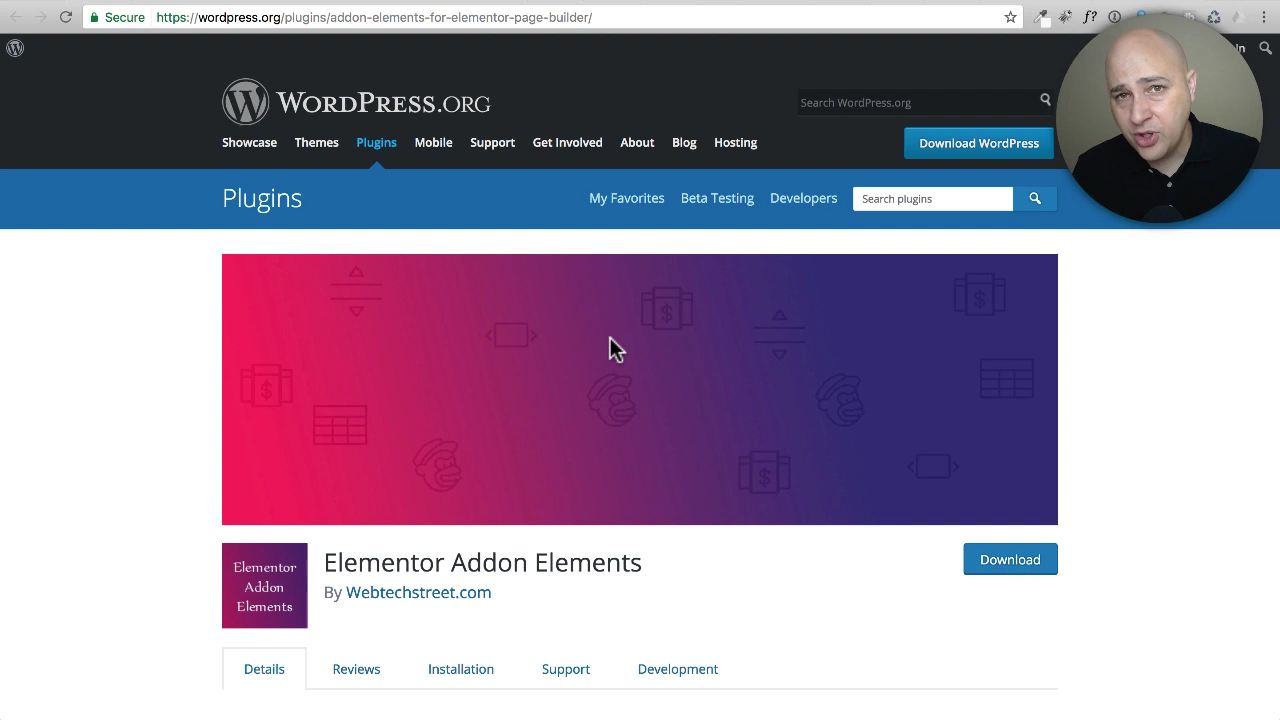 Secure https://wordpress.org/plugins/addon-elements-for-elementor-page-builder/
f?
In
WORDPRESS.ORG
Search WordPress.org
Showcase Themes Plugins Mobile Support Get Involved About Blog Hosting
Download WordPress
Plugins
My Favorites Beta Testing Developers
Search plugins
Elementor
Addon
Elements
Elementor Addon Elements
By Webtechstreet.com
Download
Details Reviews Installation Support Development